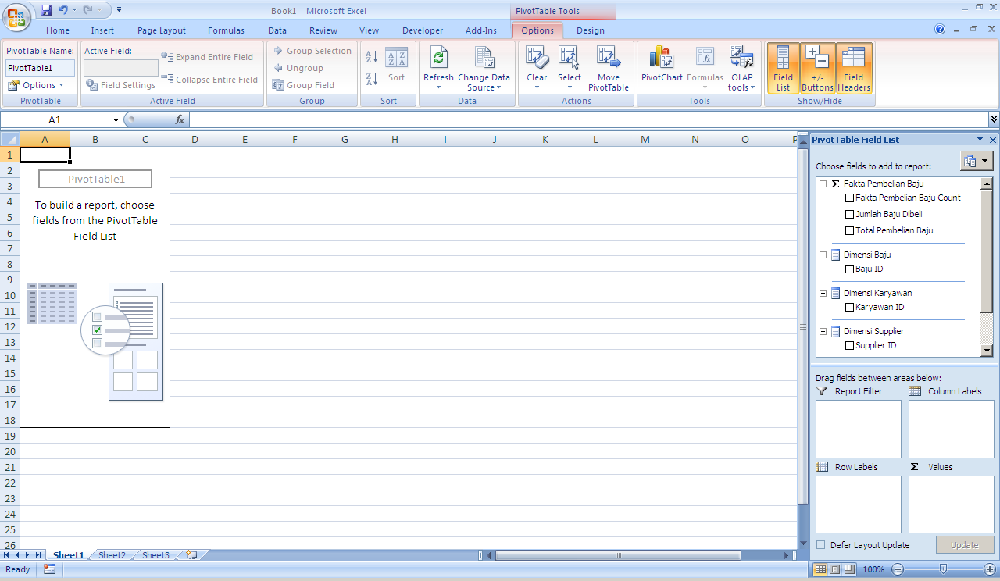 Book1 - Microsoft Excel
PivotTable Tools
Home Insert Page Layout Formulas Data Review View Developer Add-Ins Options Design
PivotTable Name:
PivotTable1
Options
PivotTable
Active Field:
Field Settings
Expand Entire Field
Collapse Entire Field
Active Field
Group Selection
Ungroup
Group Field
Group
Sort
Sort
Refresh
Change Data
Source
Data
Clear
Select
Move
PivotTable
Actions
PivotChart
Formulas
OLAP
tools
Tools
Field
List
+/-
Buttons
Field
Headers
Show/Hide
A1
fx
A B C D E F G H I J K L M N O P
1
2
3
4
5
6
7
8
9
10
11
12
13
14
15
16
17
18
19
20
21
22
23
24
25
26
PivotTable1
To build a report, choose
fields from the PivotTable
Field List
PivotTable Field List
Choose fields to add to report:
Σ Fakta Pembelian Baju
Fakta Pembelian Baju Count
Jumlah Baju Dibeli
Total Pembelian Baju
Dimensi Baju
Baju ID
Dimensi Karyawan
Karyawan ID
Dimensi Supplier
Supplier ID
Drag fields between areas below:
Report Filter
Column Labels
Row Labels
Σ Values
Defer Layout Update
Update
Sheet1 Sheet2 Sheet3
Ready
100%